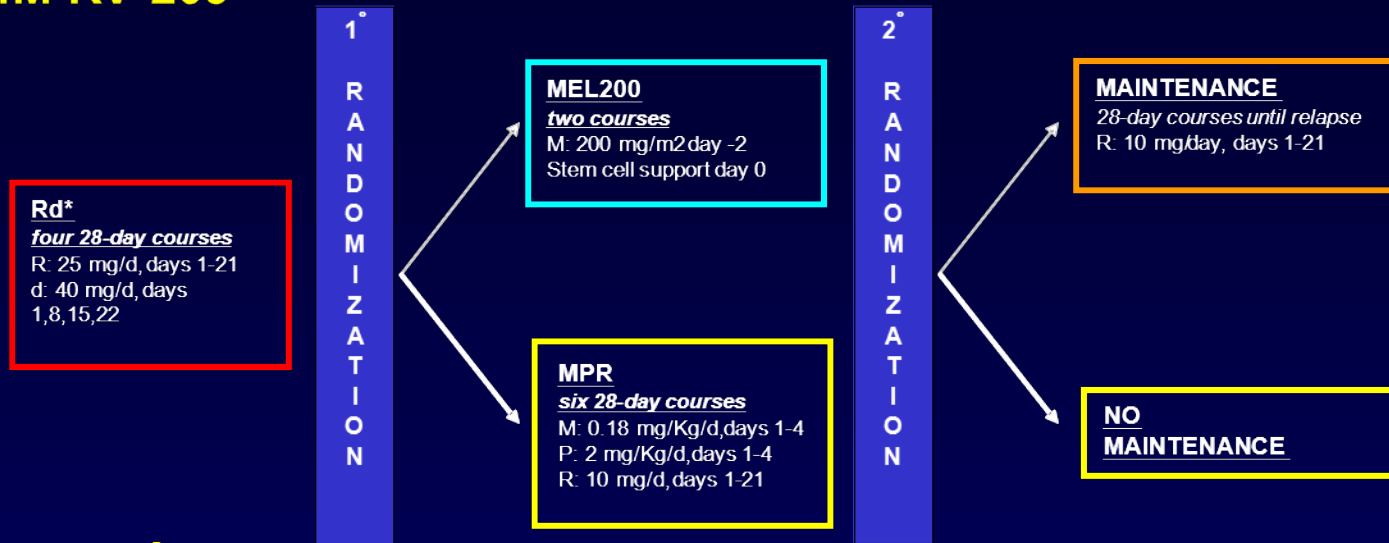 Rd*
four 28-day courses
R: 25 mg/d, days 1-21
d: 40 mg/d, days
1,8,15,22
1°
RANDOMIZATION
MEL200
two courses
M: 200 mg/m2 day -2
Stem cell support day 0
MPR
six 28-day courses
M: 0.18 mg/Kg/d,days 1-4
P: 2 mg/Kg/d,days 1-4
R: 10 mg/d, days 1-21
2°
RANDOMIZATION
MAINTENANCE
28-day courses until relapse
R: 10 mg/day, days 1-21
NO
MAINTENANCE